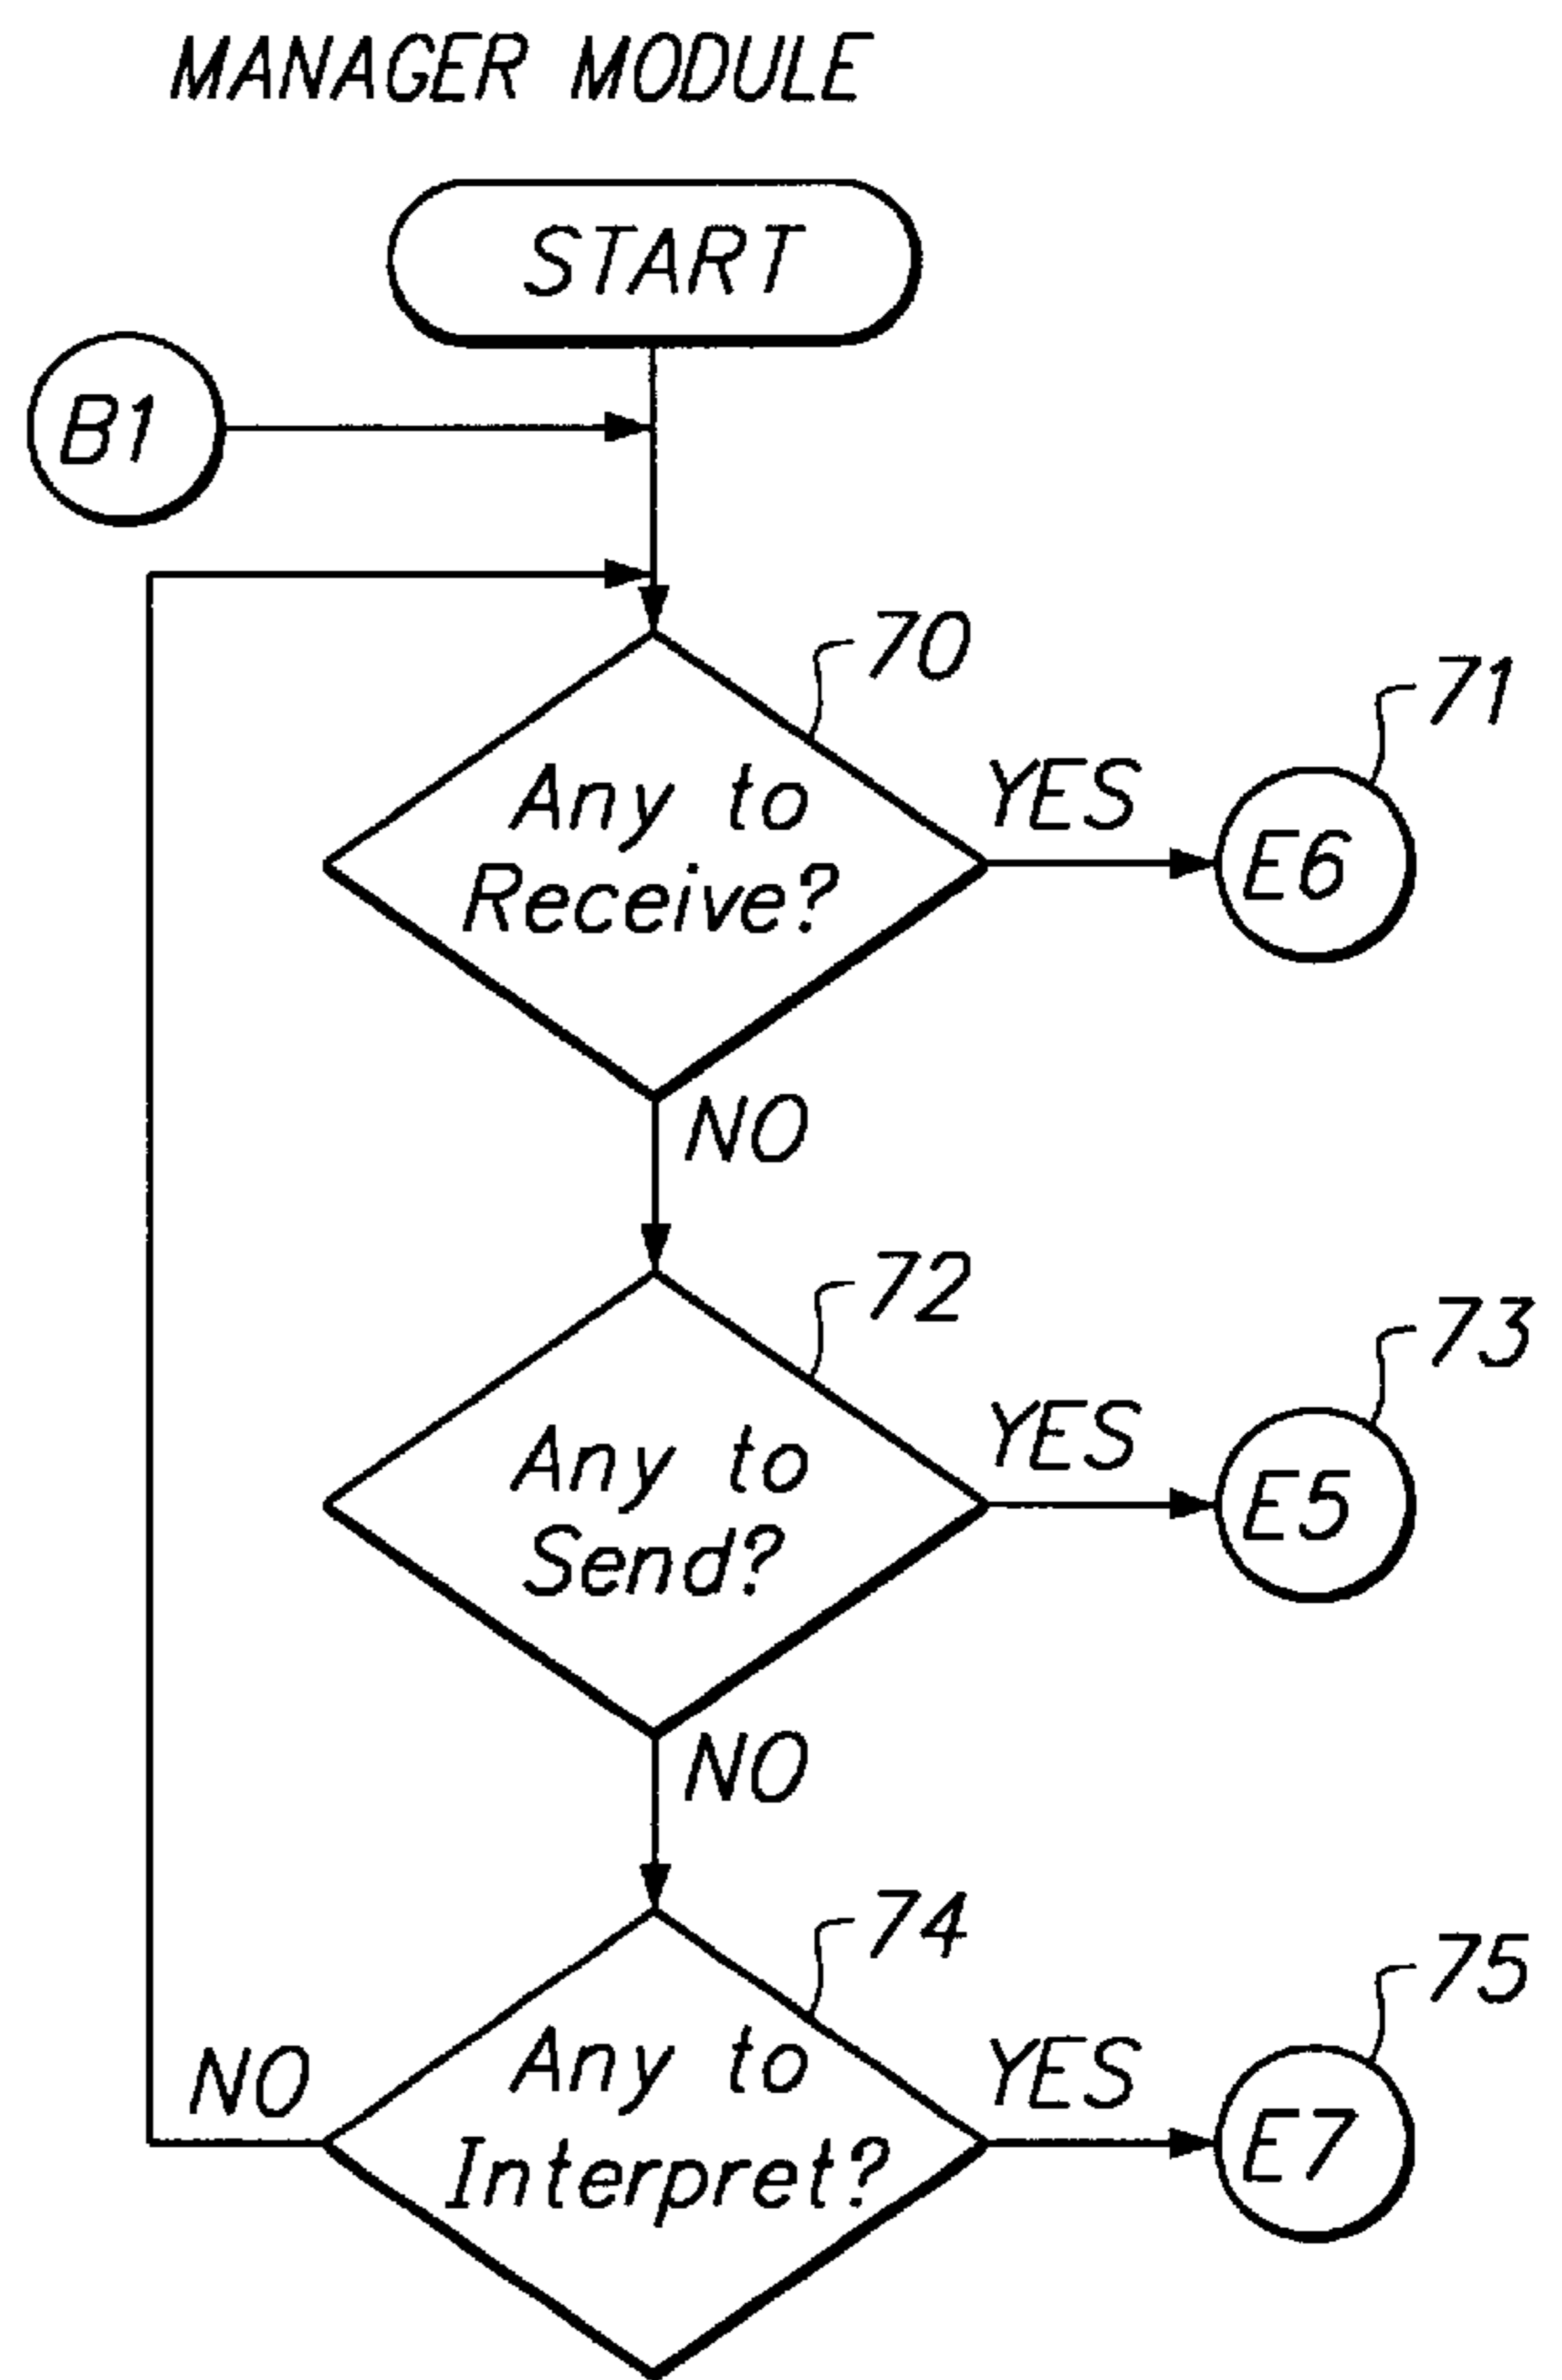 MANAGER MODULE
START
B1
70
71
Any to
Receive?
YES
E6
NO
72
73
Any to
Send?
YES
E5
NO
74
75
Any to
Interpret?
YES
E7
NO